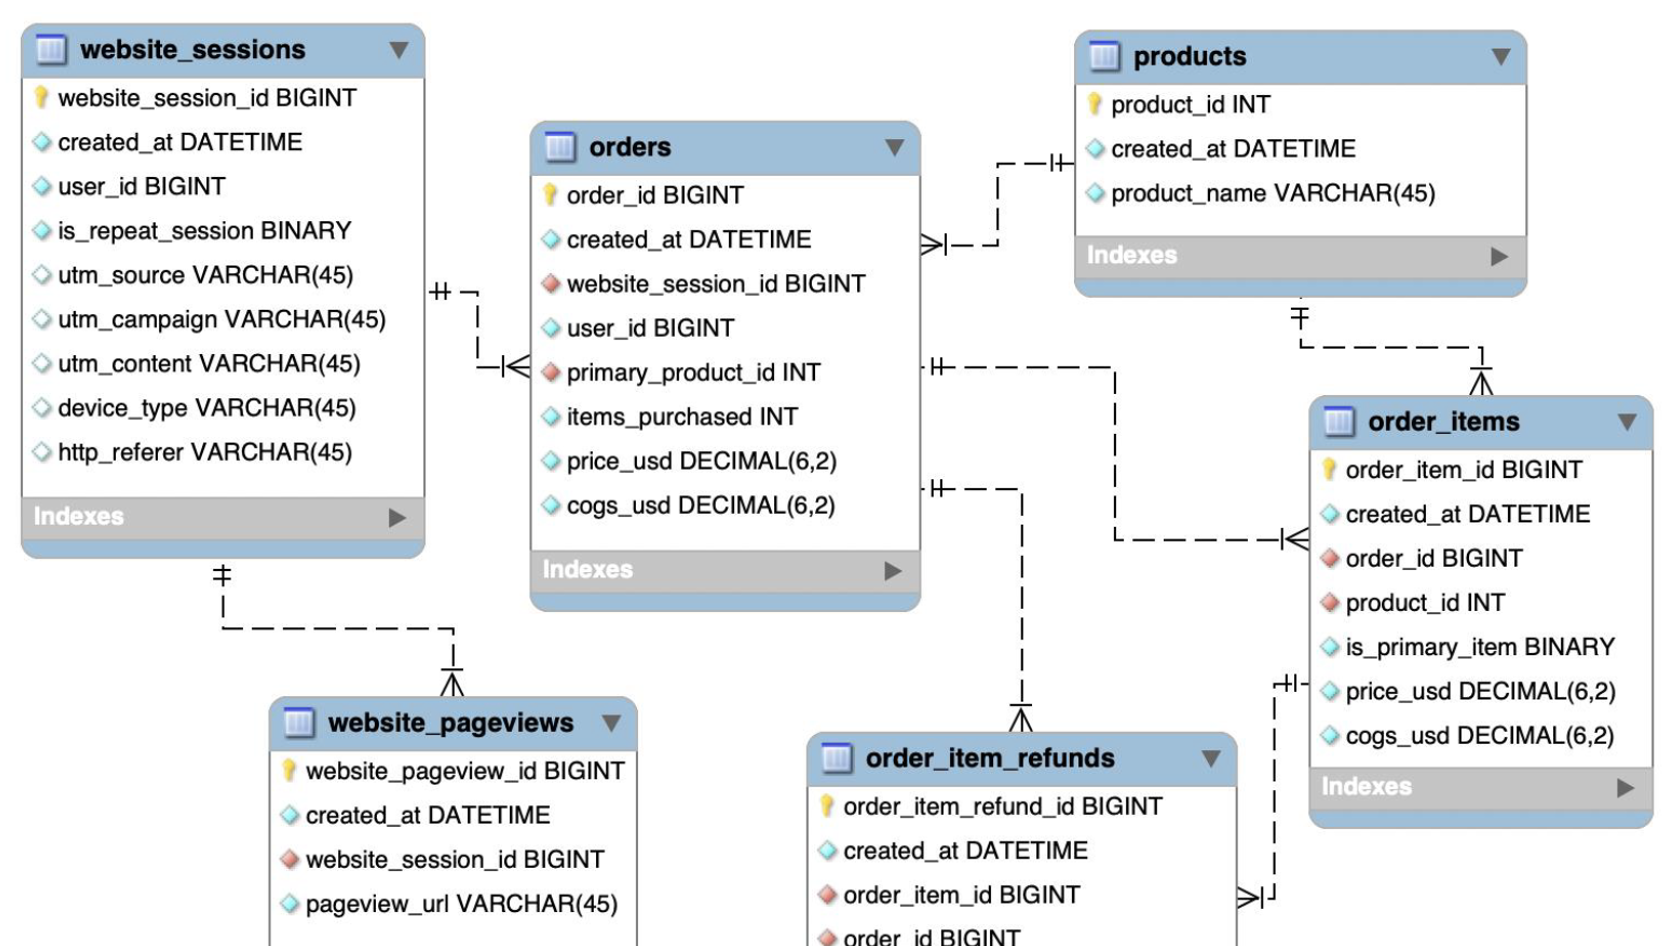 website_sessions
website_session_id BIGINT
created_at DATETIME
user_id BIGINT
is_repeat_session BINARY
utm_source VARCHAR(45)
utm_campaign VARCHAR(45)
utm_content VARCHAR(45)
device_type VARCHAR(45)
http_referer VARCHAR(45)
Indexes
orders
order_id BIGINT
created_at DATETIME
website_session_id BIGINT
user_id BIGINT
primary_product_id INT
items_purchased INT
price_usd DECIMAL(6,2)
cogs_usd DECIMAL(6,2)
Indexes
products
product_id INT
created_at DATETIME
product_name VARCHAR(45)
Indexes
order_items
order_item_id BIGINT
created_at DATETIME
order_id BIGINT
product_id INT
is_primary_item BINARY
price_usd DECIMAL(6,2)
cogs_usd DECIMAL(6,2)
Indexes
website_pageviews
website_pageview_id BIGINT
created_at DATETIME
website_session_id BIGINT
pageview_url VARCHAR(45)
order_item_refunds
order_item_refund_id BIGINT
created_at DATETIME
order_item_id BIGINT
order_id BIGINT